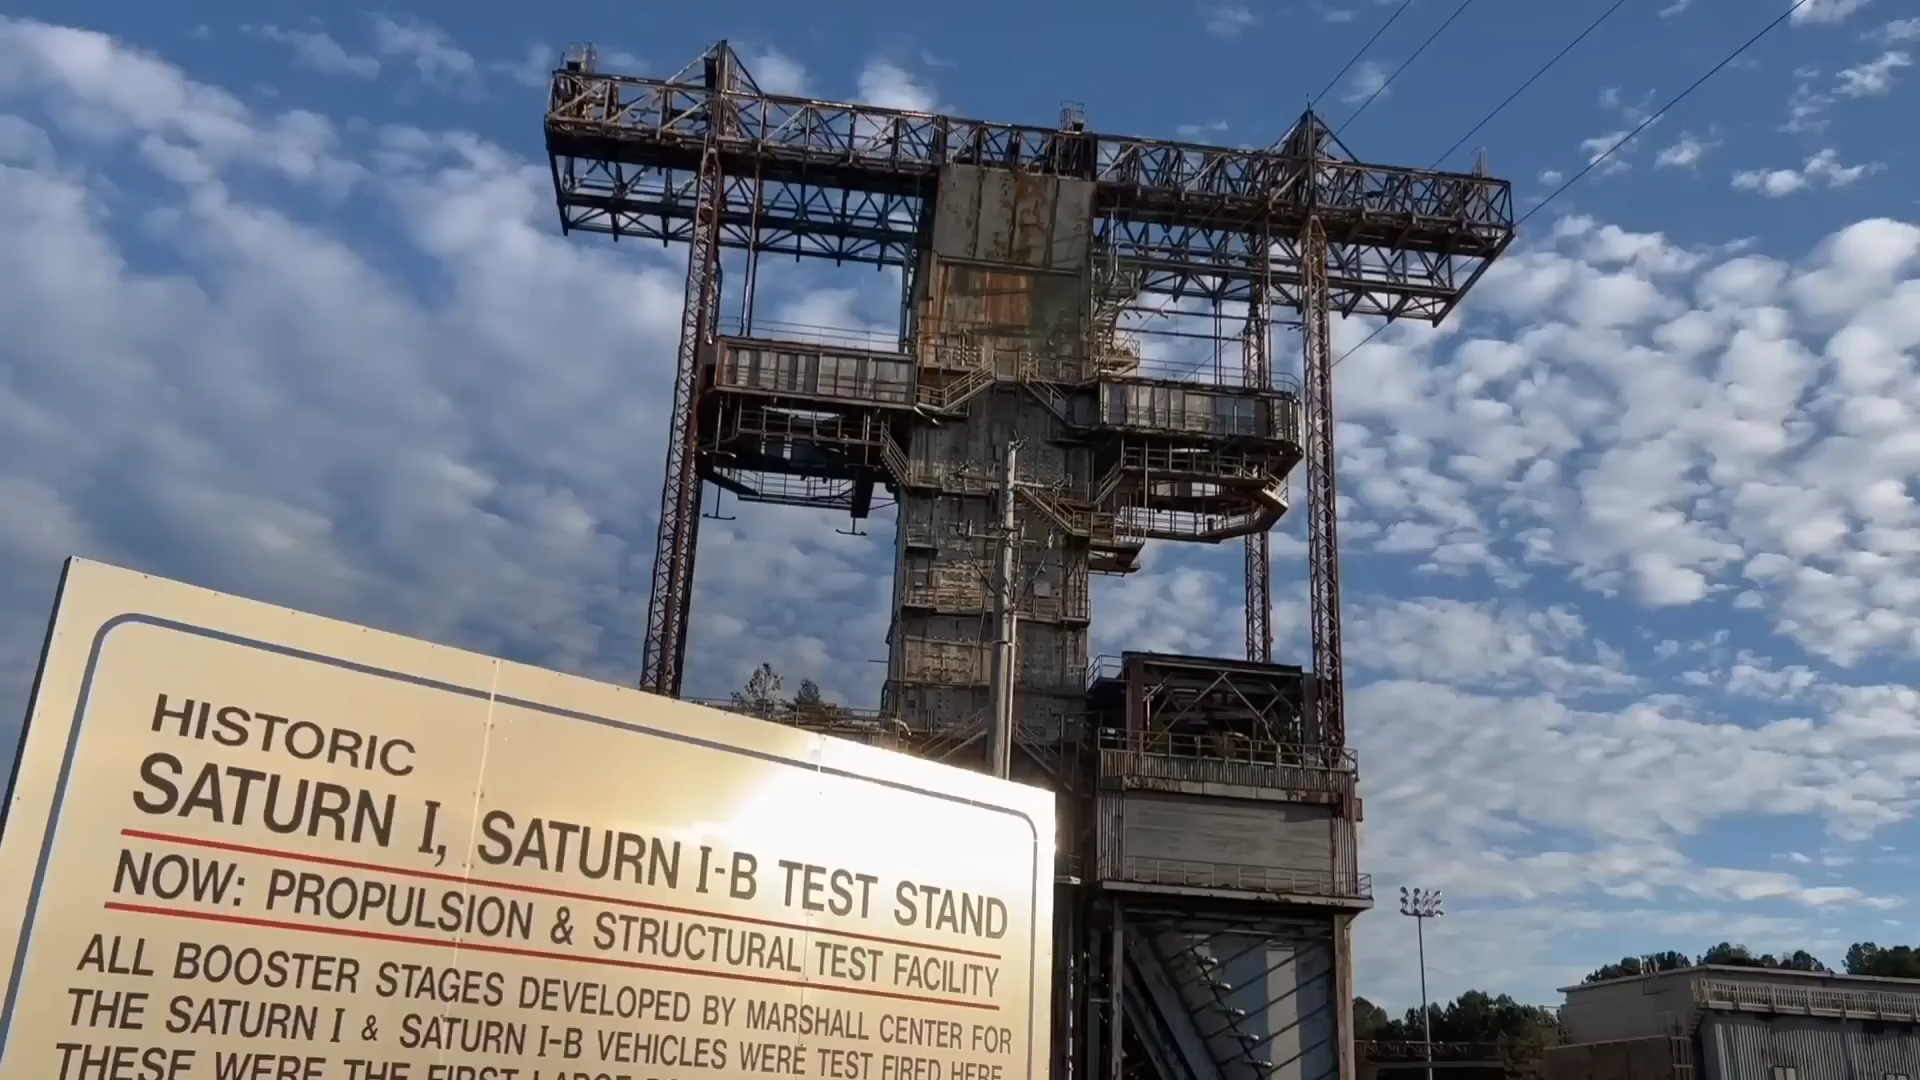 HISTORIC
SATURN I, SATURN I-B TEST STAND
NOW: PROPULSION & STRUCTURAL TEST FACILITY
ALL BOOSTER STAGES DEVELOPED BY MARSHALL CENTER FOR
THE SATURN I & SATURN I-B VEHICLES WERE TEST FIRED HERE.
THESE WERE THE FIRST LARGE